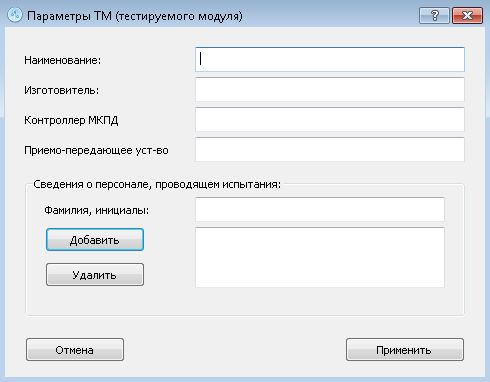 Параметры ТМ (тестируемого модуля)
Наименование:
Изготовитель:
Контроллер МКПД
Приемо-передающее уст-во
Сведения о персонале, проводящем испытания:
Фамилия, инициалы:
Добавить
Удалить
Отмена
Применить